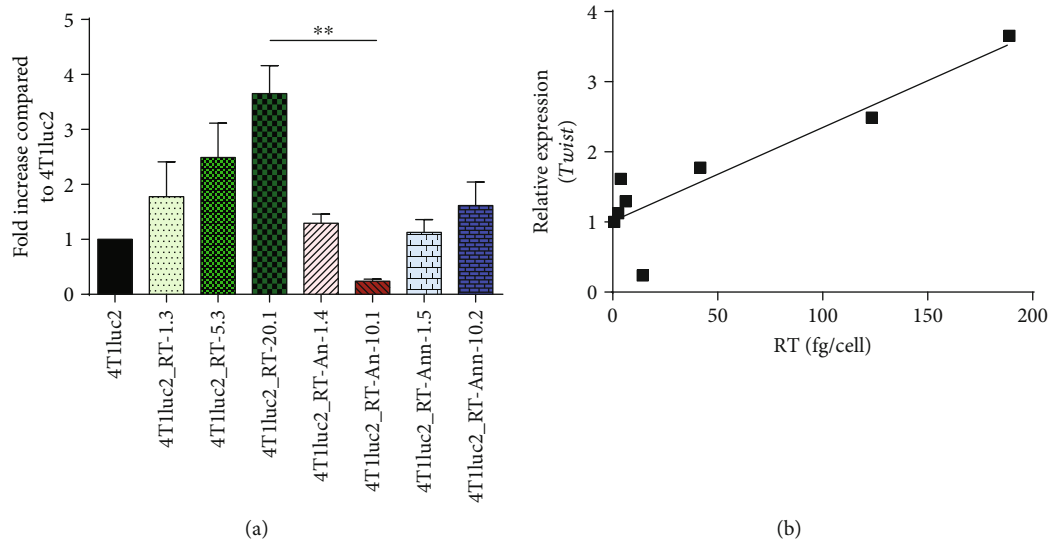 Fold increase compared
to 4T1luc2
5
4
3
2
1
0
**
4T1luc2
4T1luc2_RT-1.3
4T1luc2_RT-5.3
4T1luc2_RT-20.1
4T1luc2_RT-An-1.4
4T1luc2_RT-An-10.1
4T1luc2_RT-Ann-1.5
4T1luc2_RT-Ann-10.2
(a)
Relative expression
(Twist)
4
3
2
1
0
0 50 100 150 200
RT (fg/cell)
(b)